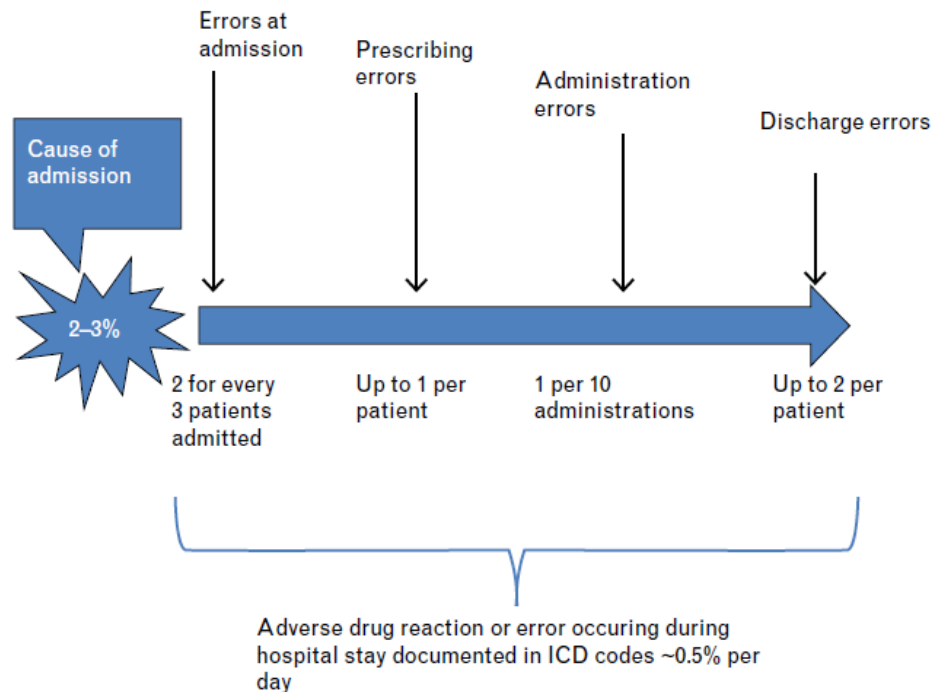 Errors at
admission
Prescribing
errors
Administration
errors
Discharge errors
Cause of
admission
2–3%
2 for every
3 patients
admitted
Up to 1 per
patient
1 per 10
administrations
Up to 2 per
patient
Adverse drug reaction or error occuring during
hospital stay documented in ICD codes ~0.5% per
day